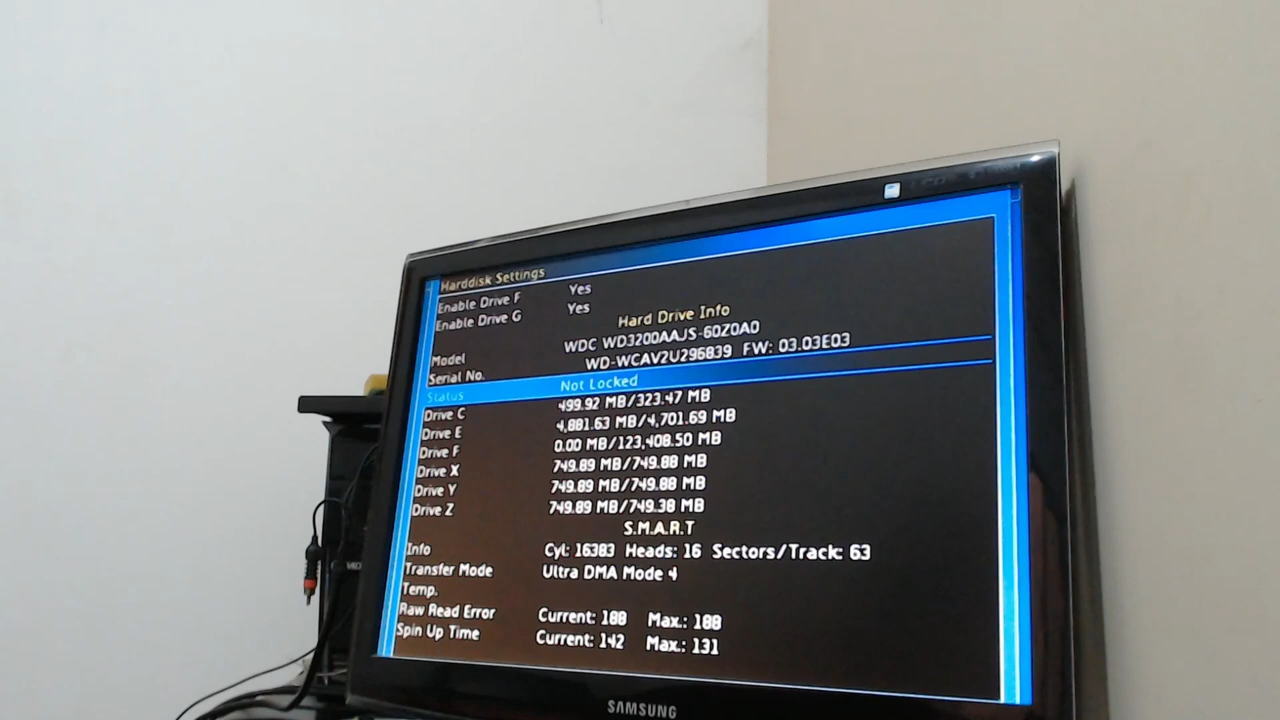 Harddisk Settings
Enable Drive F Yes
Enable Drive G Yes
Hard Drive Info
Model WDC WD3200AAJS-60Z0A0
Serial No. WD-WCAV2U296839 FW: 03.03E03
Status Not Locked
Drive C 499.92 MB/323.47 MB
Drive E 4,881.63 MB/4,701.69 MB
Drive F 0.00 MB/123,408.50 MB
Drive X 749.89 MB/749.88 MB
Drive Y 749.89 MB/749.88 MB
Drive Z 749.89 MB/749.38 MB
S.M.A.R.T
Info Cyl: 16383 Heads: 16 Sectors/Track: 63
Transfer Mode Ultra DMA Mode 4
Temp.
Raw Read Error Current: 188 Max.: 188
Spin Up Time Current: 142 Max.: 131
SAMSUNG